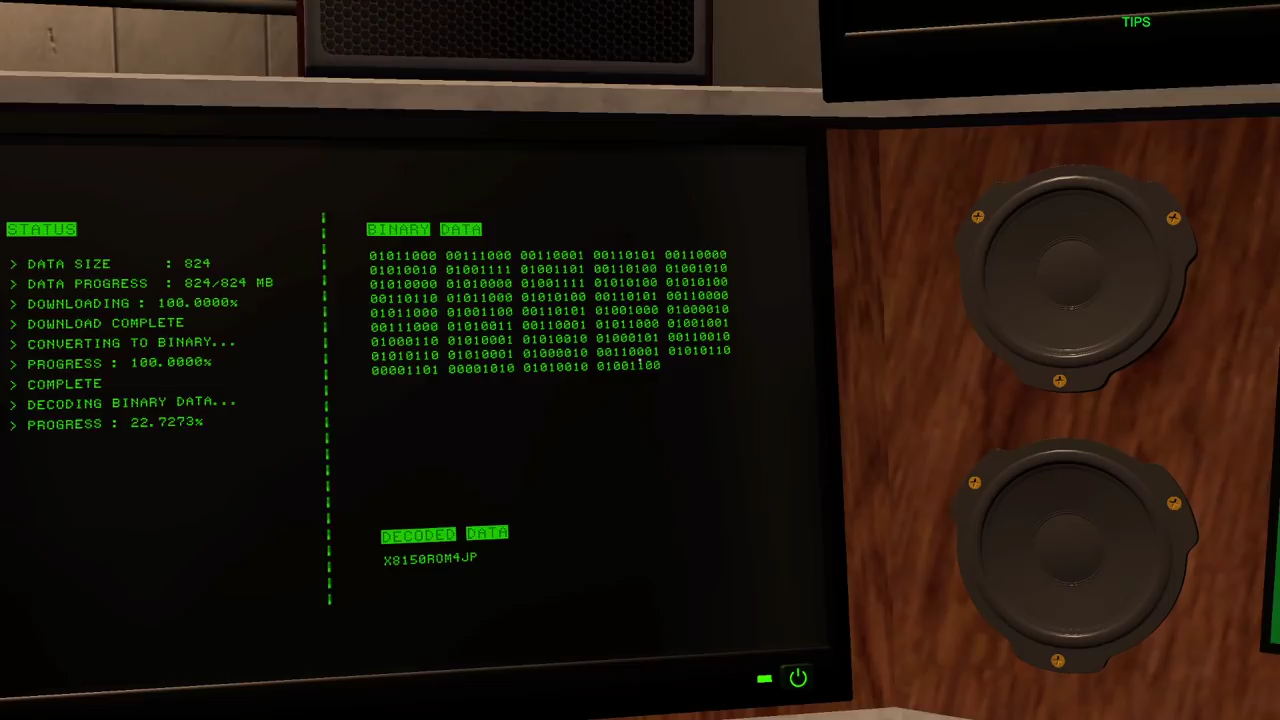 TIPS
STATUS
> DATA SIZE : 824
> DATA PROGRESS : 824/824 MB
> DOWNLOADING : 100.0000%
> DOWNLOAD COMPLETE
> CONVERTING TO BINARY...
> PROGRESS : 100.0000%
> COMPLETE
> DECODING BINARY DATA...
> PROGRESS : 22.7273%
BINARY DATA
01011000 00111000 00110001 00110101 00110000
01010010 01001111 01001101 00110100 01001010
01010000 01010000 01001111 01010100 01010100
00110110 01011000 01010100 00110101 00110000
01011000 01001100 00110101 01001000 01000010
00111000 01010011 00110001 01011000 01001001
01000110 01010001 01010010 01000101 00110010
01010110 01010001 01000010 00110001 01010110
00001101 00001010 01010010 01001100
DECODED DATA
X8150ROM4JP